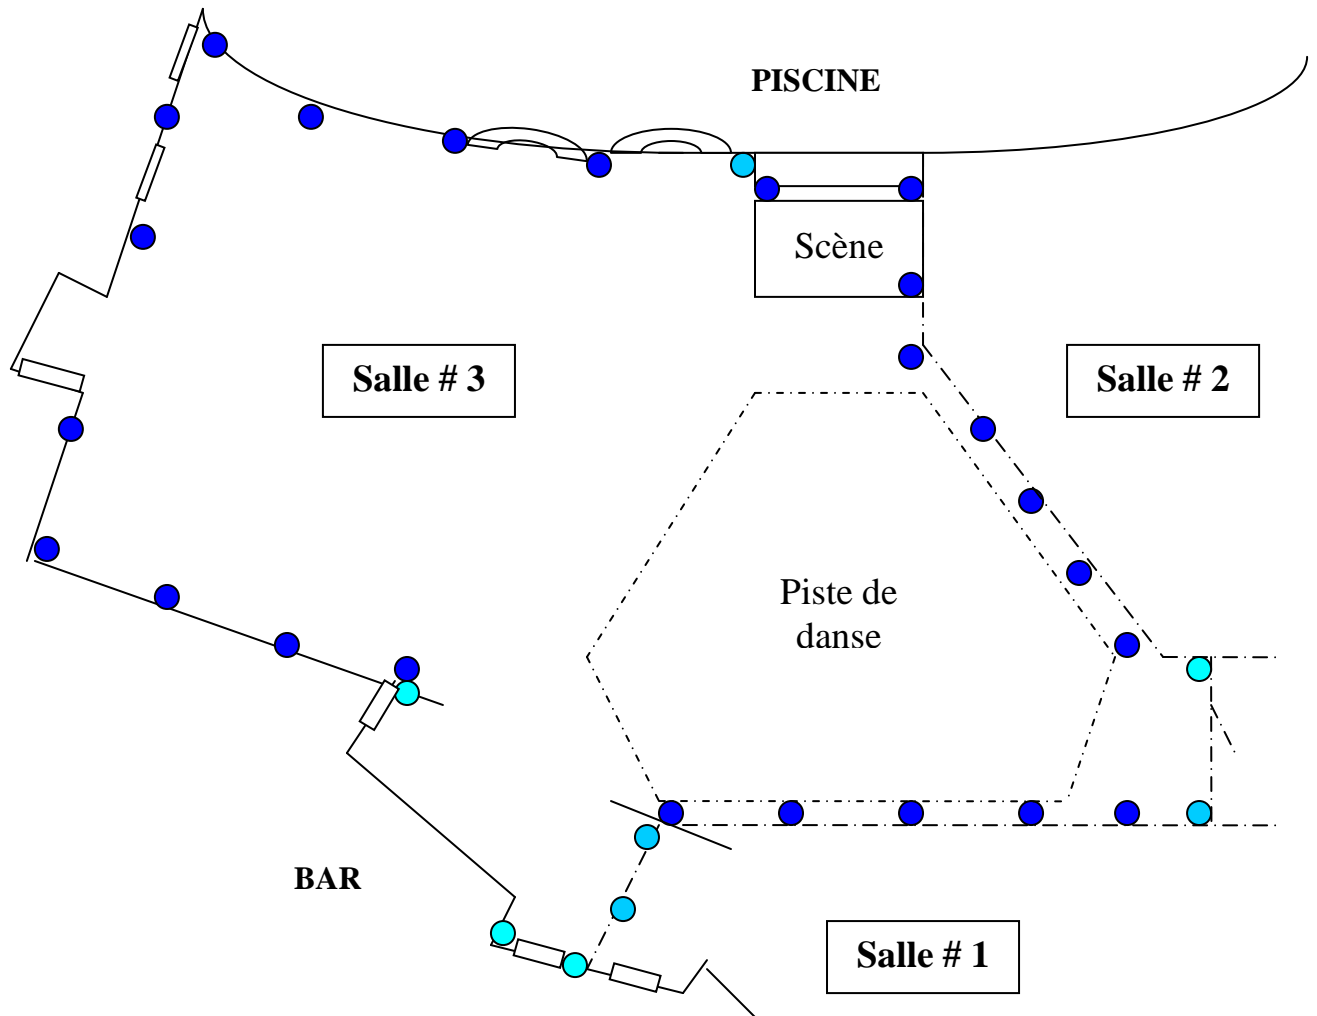 PISCINE
Scène
Salle # 3
Salle # 2
Piste de
danse
BAR
Salle # 1